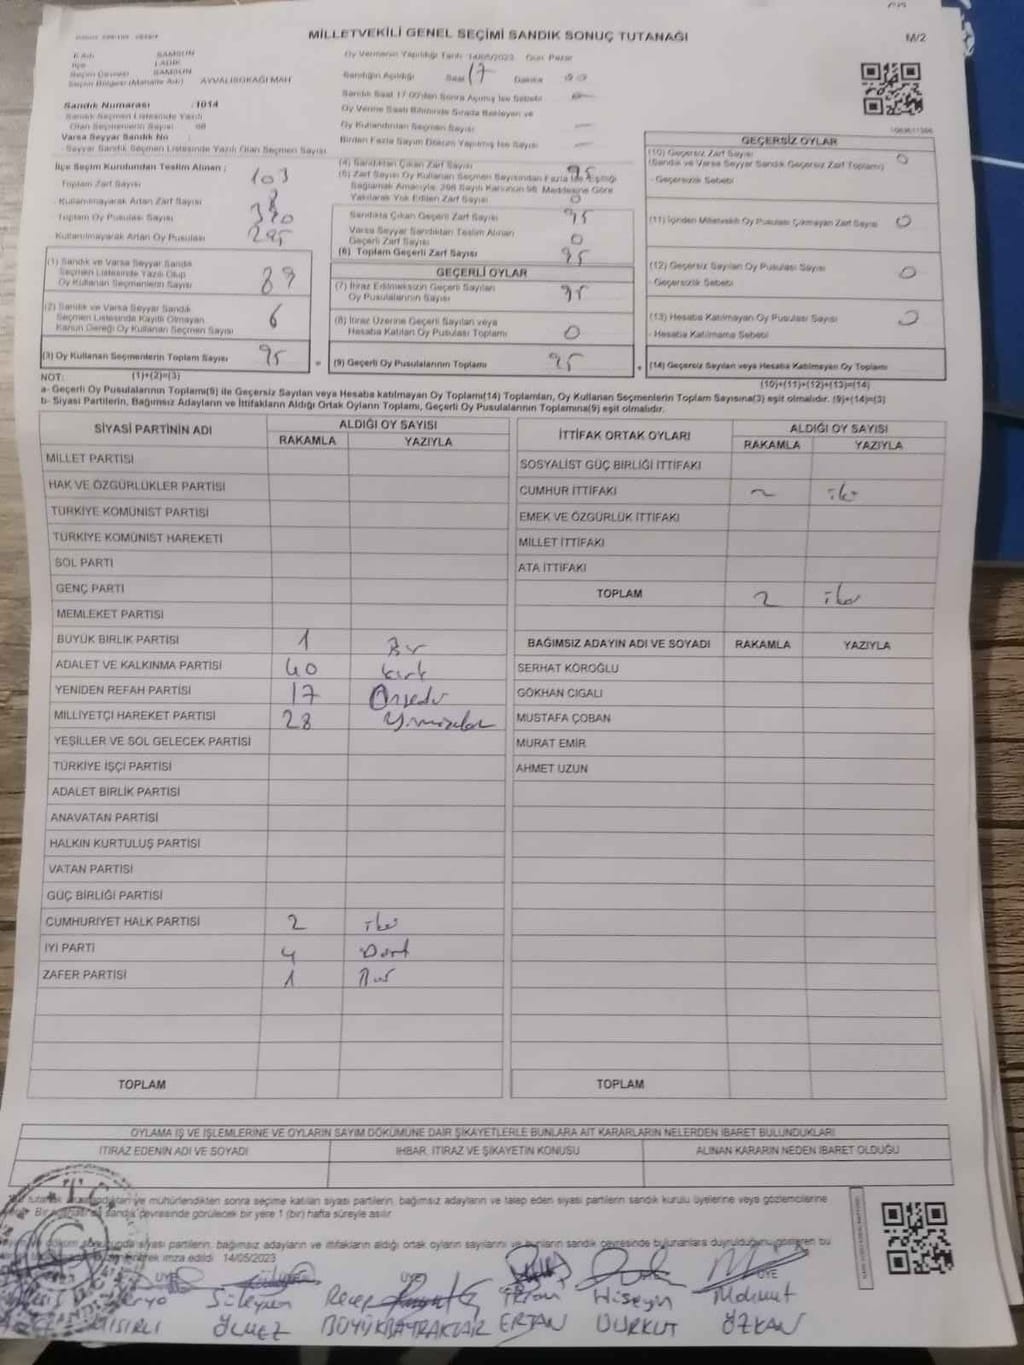 MİLLETVEKİLİ GENEL SEÇİMİ SANDIK SONUÇ TUTANAĞI
M/2
İli Adı SAMSUN
İlçe LADİK
Seçim Çevresi SAMSUN
Seçim Bölgesi (Mahalle Adı) AYVALISOKAĞI MAH
Sandık Numarası : 1014
Sandık Seçmen Listesinde Yazılı
Olan Seçmenlerin Sayısı 98
Varsa Seyyar Sandık No :
- Seyyar Sandık Seçmen Listesinde Yazılı Olan Seçmen Sayısı
Oy Vermenin Yapıldığı Tarih 14/05/2023 Gün Pazar
Sandığın Açıldığı Saat 17 Dakika
Sandık Saat 17:00'den Sonra Açılmış İse Sebebi
Oy Verme Saati Bitiminde Sırada Bekleyen ve
Oy Kullandırılan Seçmen Sayısı
Birden Fazla Sayım Döküm Yapılmış İse Sayısı
İlçe Seçim Kurulundan Teslim Alınan ;
Toplam Zarf Sayısı 103
- Kullanılmayarak Artan Zarf Sayısı 8
Toplam Oy Pusulası Sayısı
- Kullanılmayarak Artan Oy Pusulası
(1) Sandık ve Varsa Seyyar Sandık
Seçmen Listesinde Yazılı Olup
Oy Kullanan Seçmenlerin Sayısı 89
(2) Sandık ve Varsa Seyyar Sandık
Seçmen Listesinde Kayıtlı Olmayan
Kanun Gereği Oy Kullanan Seçmen Sayısı 6
(3) Oy Kullanan Seçmenlerin Toplam Sayısı 95
(4) Sandıktan Çıkan Zarf Sayısı 95
(5) Zarf Sayısı Oy Kullanan Seçmen Sayısından Fazla İse Eşitliği
Sağlamak Amacıyla, 298 Sayılı Kanunun 98. Maddesine Göre
Yakılarak Yok Edilen Zarf Sayısı 0
Sandıkta Çıkan Geçerli Zarf Sayısı 95
Varsa Seyyar Sandıktan Teslim Alınan
Geçerli Zarf Sayısı 0
(6) Toplam Geçerli Zarf Sayısı 95
GEÇERLİ OYLAR
(7) İtiraz Edilmeksizin Geçerli Sayılan
Oy Pusulalarının Sayısı 95
(8) İtiraz Üzerine Geçerli Sayılan veya
Hesaba Katılan Oy Pusulası Toplamı 0
= (9) Geçerli Oy Pusulalarının Toplamı 95
GEÇERSİZ OYLAR
(10) Geçersiz Zarf Sayısı 0
(Sandık ve Varsa Seyyar Sandık Geçersiz Zarf Toplamı)
- Geçersizlik Sebebi
(11) İçinden Milletvekili Oy Pusulası Çıkmayan Zarf Sayısı 0
(12) Geçersiz Sayılan Oy Pusulası Sayısı 0
- Geçersizlik Sebebi
(13) Hesaba Katılmayan Oy Pusulası Sayısı
- Hesaba Katılmama Sebebi
+ (14) Geçersiz Sayılan veya Hesaba Katılmayan Oy Toplamı
NOT: (1)+(2)=(3) (10)+(11)+(12)+(13)=(14)
a- Geçerli Oy Pusulalarının Toplamı(9) ile Geçersiz Sayılan veya Hesaba katılmayan Oy Toplamı(14) Toplamları, Oy Kullanan Seçmenlerin Toplam Sayısına(3) eşit olmalıdır. (9)+(14)=(3)
b- Siyasi Partilerin, Bağımsız Adayların ve İttifakların Aldığı Ortak Oyların Toplamı, Geçerli Oy Pusulalarının Toplamına(9) eşit olmalıdır.
SİYASİ PARTİNİN ADI ALDIĞI OY SAYISI
RAKAMLA YAZIYLA
MİLLET PARTİSİ
HAK VE ÖZGÜRLÜKLER PARTİSİ
TÜRKİYE KOMÜNİST PARTİSİ
TÜRKİYE KOMÜNİST HAREKETİ
SOL PARTİ
GENÇ PARTİ
MEMLEKET PARTİSİ
BÜYÜK BİRLİK PARTİSİ 1 Bir
ADALET VE KALKINMA PARTİSİ 40 kırk
YENİDEN REFAH PARTİSİ 17 Onyedi
MİLLİYETÇİ HAREKET PARTİSİ 28 Yirmisekiz
YEŞİLLER VE SOL GELECEK PARTİSİ
TÜRKİYE İŞÇİ PARTİSİ
ADALET BİRLİK PARTİSİ
ANAVATAN PARTİSİ
HALKIN KURTULUŞ PARTİSİ
VATAN PARTİSİ
GÜÇ BİRLİĞİ PARTİSİ
CUMHURİYET HALK PARTİSİ 2 iki
İYİ PARTİ 4 Dört
ZAFER PARTİSİ 1 Bir
TOPLAM
İTTİFAK ORTAK OYLARI ALDIĞI OY SAYISI
RAKAMLA YAZIYLA
SOSYALİST GÜÇ BİRLİĞİ İTTİFAKI
CUMHUR İTTİFAKI 2 iki
EMEK VE ÖZGÜRLÜK İTTİFAKI
MİLLET İTTİFAKI
ATA İTTİFAKI
TOPLAM 2 iki
BAĞIMSIZ ADAYIN ADI VE SOYADI RAKAMLA YAZIYLA
SERHAT KÖROĞLU
GÖKHAN CIGALI
MUSTAFA ÇOBAN
MURAT EMİR
AHMET UZUN
TOPLAM
OYLAMA İŞ VE İŞLEMLERİNE VE OYLARIN SAYIM DÖKÜMÜNE DAİR ŞİKAYETLERLE BUNLARA AİT KARARLARIN NELERDEN İBARET BULUNDUKLARI
İTİRAZ EDENİN ADI VE SOYADI İHBAR, İTİRAZ VE ŞİKAYETİN KONUSU ALINAN KARARIN NEDEN İBARET OLDUĞU
ve mühürlendikten sonra seçime katılan siyasi partilerin, bağımsız adayların ve talep eden siyasi partilerin sandık kurulu üyelerine veya gözlemcilerine
sandık çevresinde görülecek bir yere 1 (bir) hafta süreyle asılır.
siyasi partilerin, bağımsız adayların ve ittifakların aldığı ortak oyların sayılarını ve bunların sandık çevresinde bulunanlara duyurulduğunu gösteren bu
imza edildi 14/05/2023
ÜYE ÜYE ÜYE
Süleyman Recep Hüseyin Mahmut
MISIRLI ÖLMEZ BÜYÜKBAYRAKTAR ERTAN DURKUT ÖZKAN